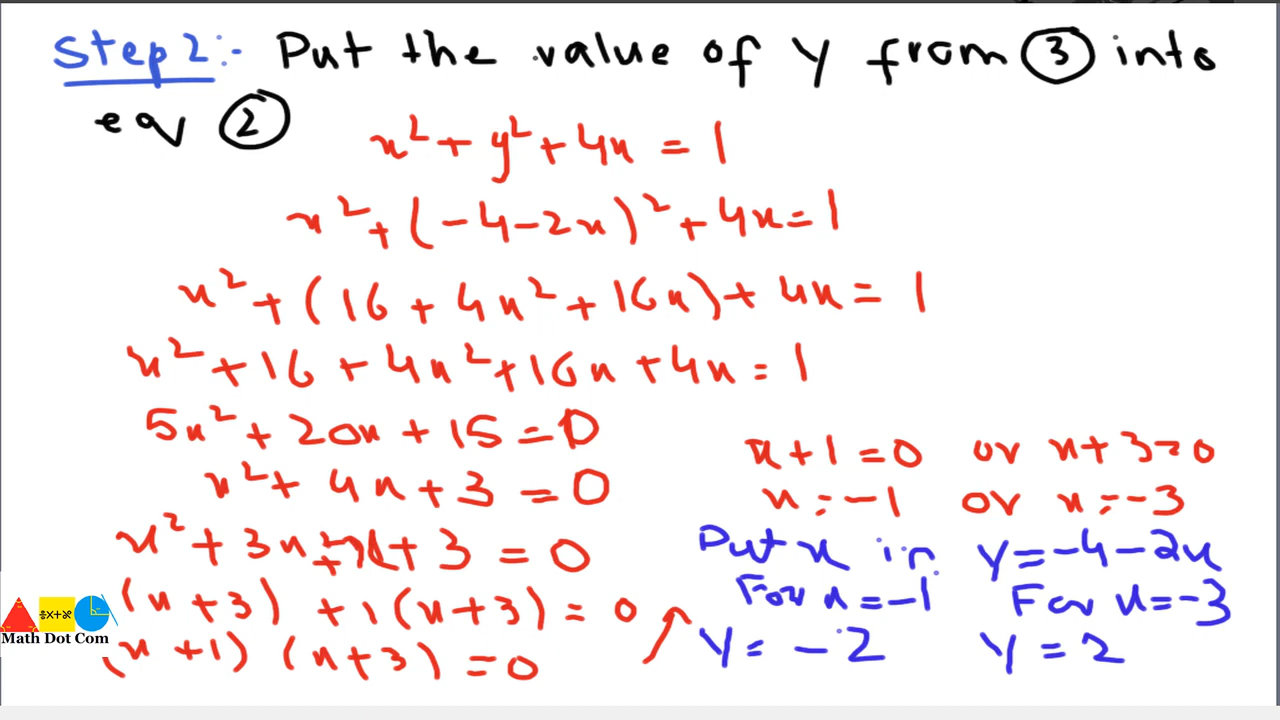 Step 2:- Put the value of y from ③ into
eq ②
x² + y² + 4x = 1
x² + (-4-2x)² + 4x = 1
x² + (16 + 4x² + 16x) + 4x = 1
x² + 16 + 4x² + 16x + 4x = 1
5x² + 20x + 15 = 0
x² + 4x + 3 = 0
x² + 3x + x + 3 = 0
(x + 3) + 1(x + 3) = 0
(x + 1) (x + 3) = 0
x + 1 = 0 or x + 3 = 0
x = -1 or x = -3
Put x in y = -4 - 2x
For x = -1 For x = -3
y = -2 y = 2
Math Dot Com